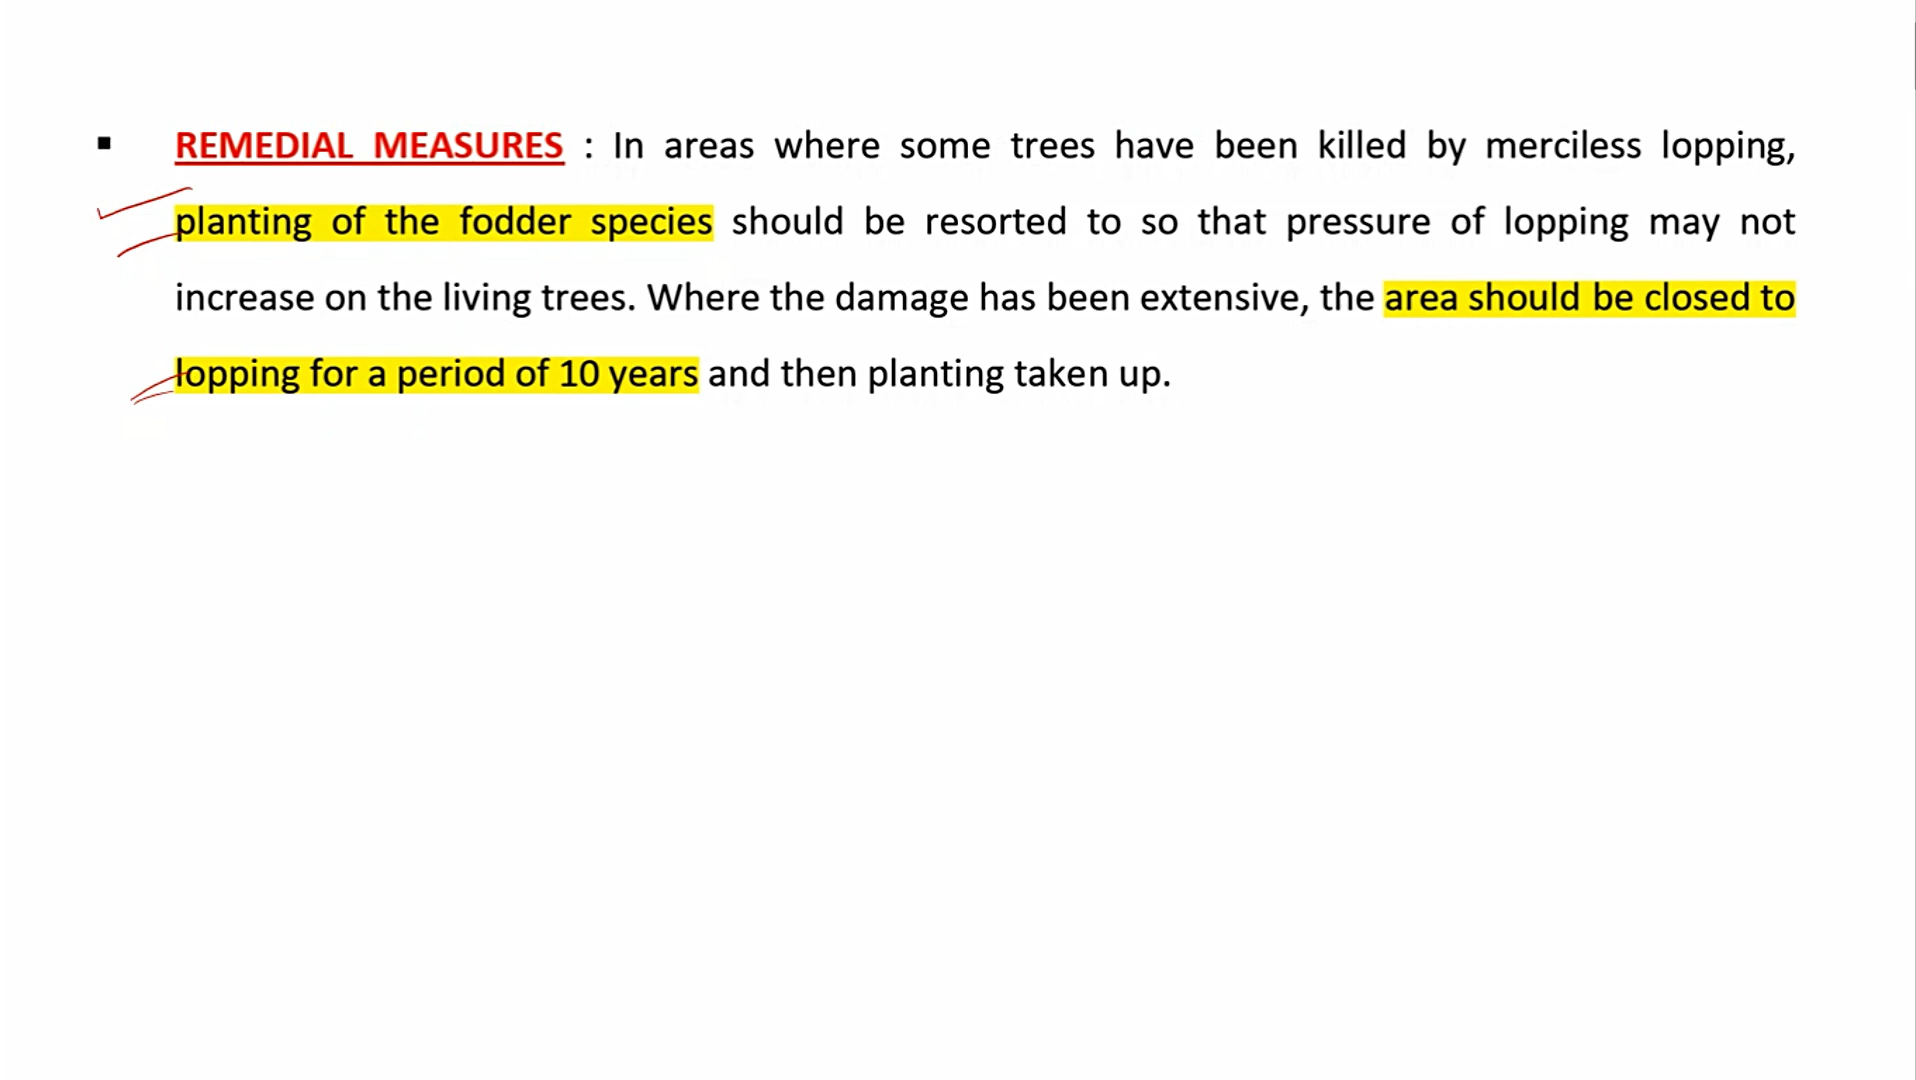 ▪ REMEDIAL MEASURES : In areas where some trees have been killed by merciless lopping,
planting of the fodder species should be resorted to so that pressure of lopping may not
increase on the living trees. Where the damage has been extensive, the area should be closed to
lopping for a period of 10 years and then planting taken up.